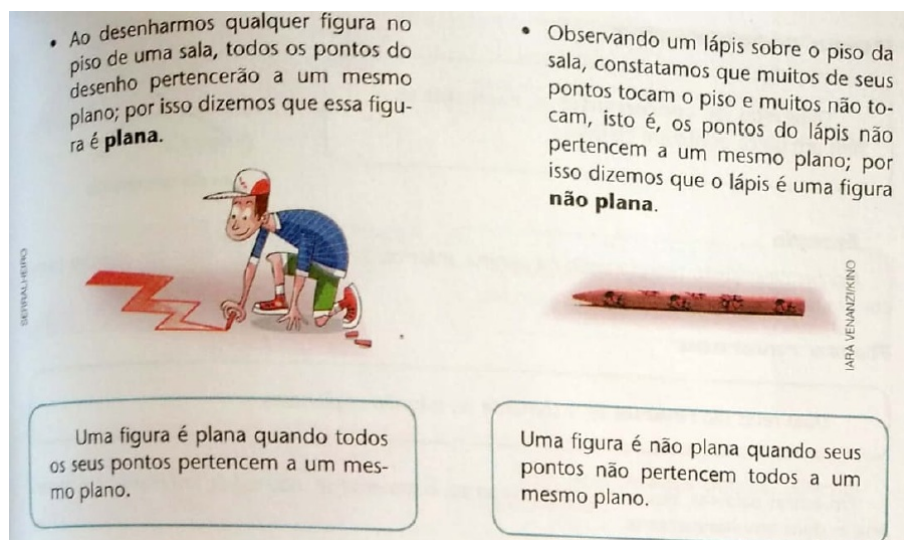 • Ao desenharmos qualquer figura no
piso de uma sala, todos os pontos do
desenho pertencerão a um mesmo
plano; por isso dizemos que essa figu-
ra é plana.
SERRALHEIRO
Uma figura é plana quando todos
os seus pontos pertencem a um mes-
mo plano.
• Observando um lápis sobre o piso da
sala, constatamos que muitos de seus
pontos tocam o piso e muitos não to-
cam, isto é, os pontos do lápis não
pertencem a um mesmo plano; por
isso dizemos que o lápis é uma figura
não plana.
IARA VENANZI/KINO
Uma figura é não plana quando seus
pontos não pertencem todos a um
mesmo plano.